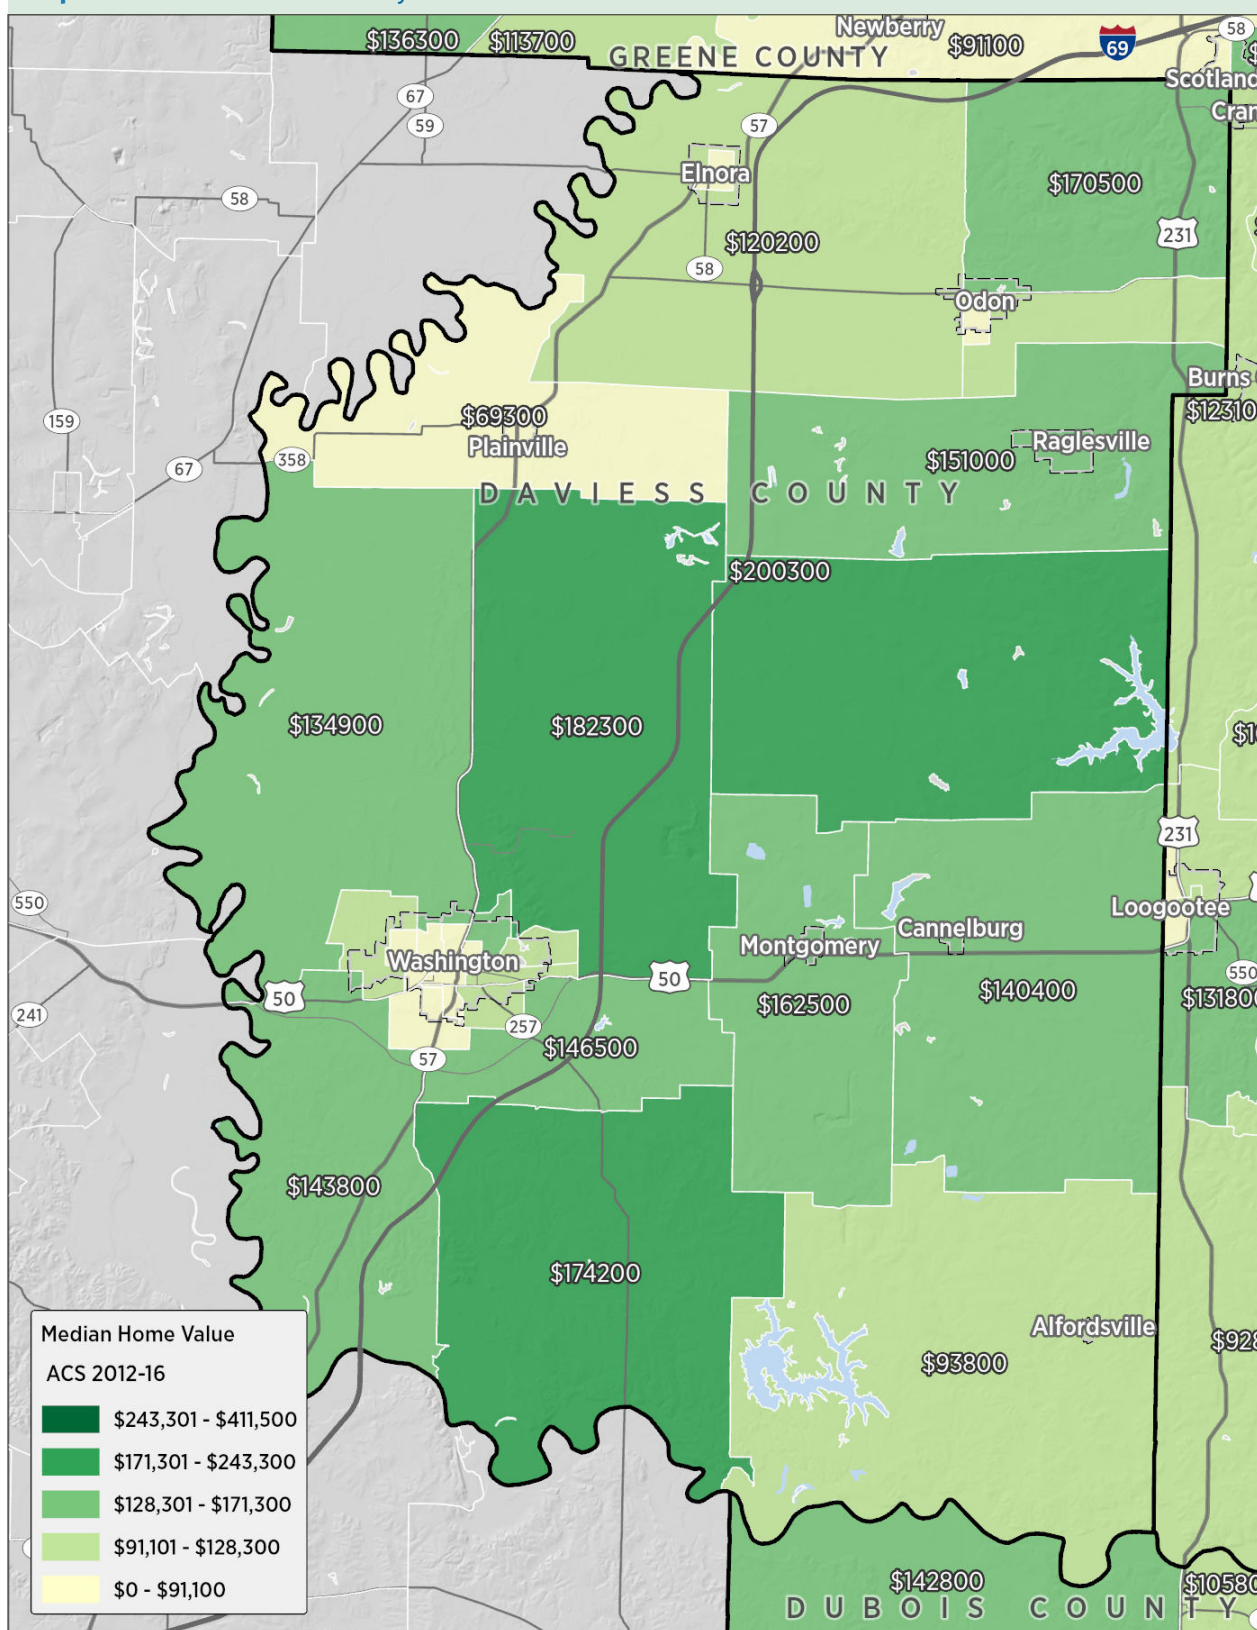 Newberry
58
$136300
$113700
GREENE COUNTY
$91100
69
Scotland
67
59
57
Elnora
$170500
58
231
$120200
58
Odon
Burns
159
$69300
Plainville
358
67
Raglesville
$151000
DAVIESS COUNTY
$200300
$134900
$182300
231
550
Loogootee
Cannelburg
Montgomery
Washington
50
50
550
241
$162500
$140400
257
$146500
57
$143800
$174200
Alfordsville
$93800
Median Home Value
ACS 2012-16
$243,301 - $411,500
$171,301 - $243,300
$128,301 - $171,300
$91,101 - $128,300
$0 - $91,100
$142800
DUBOIS COUNTY